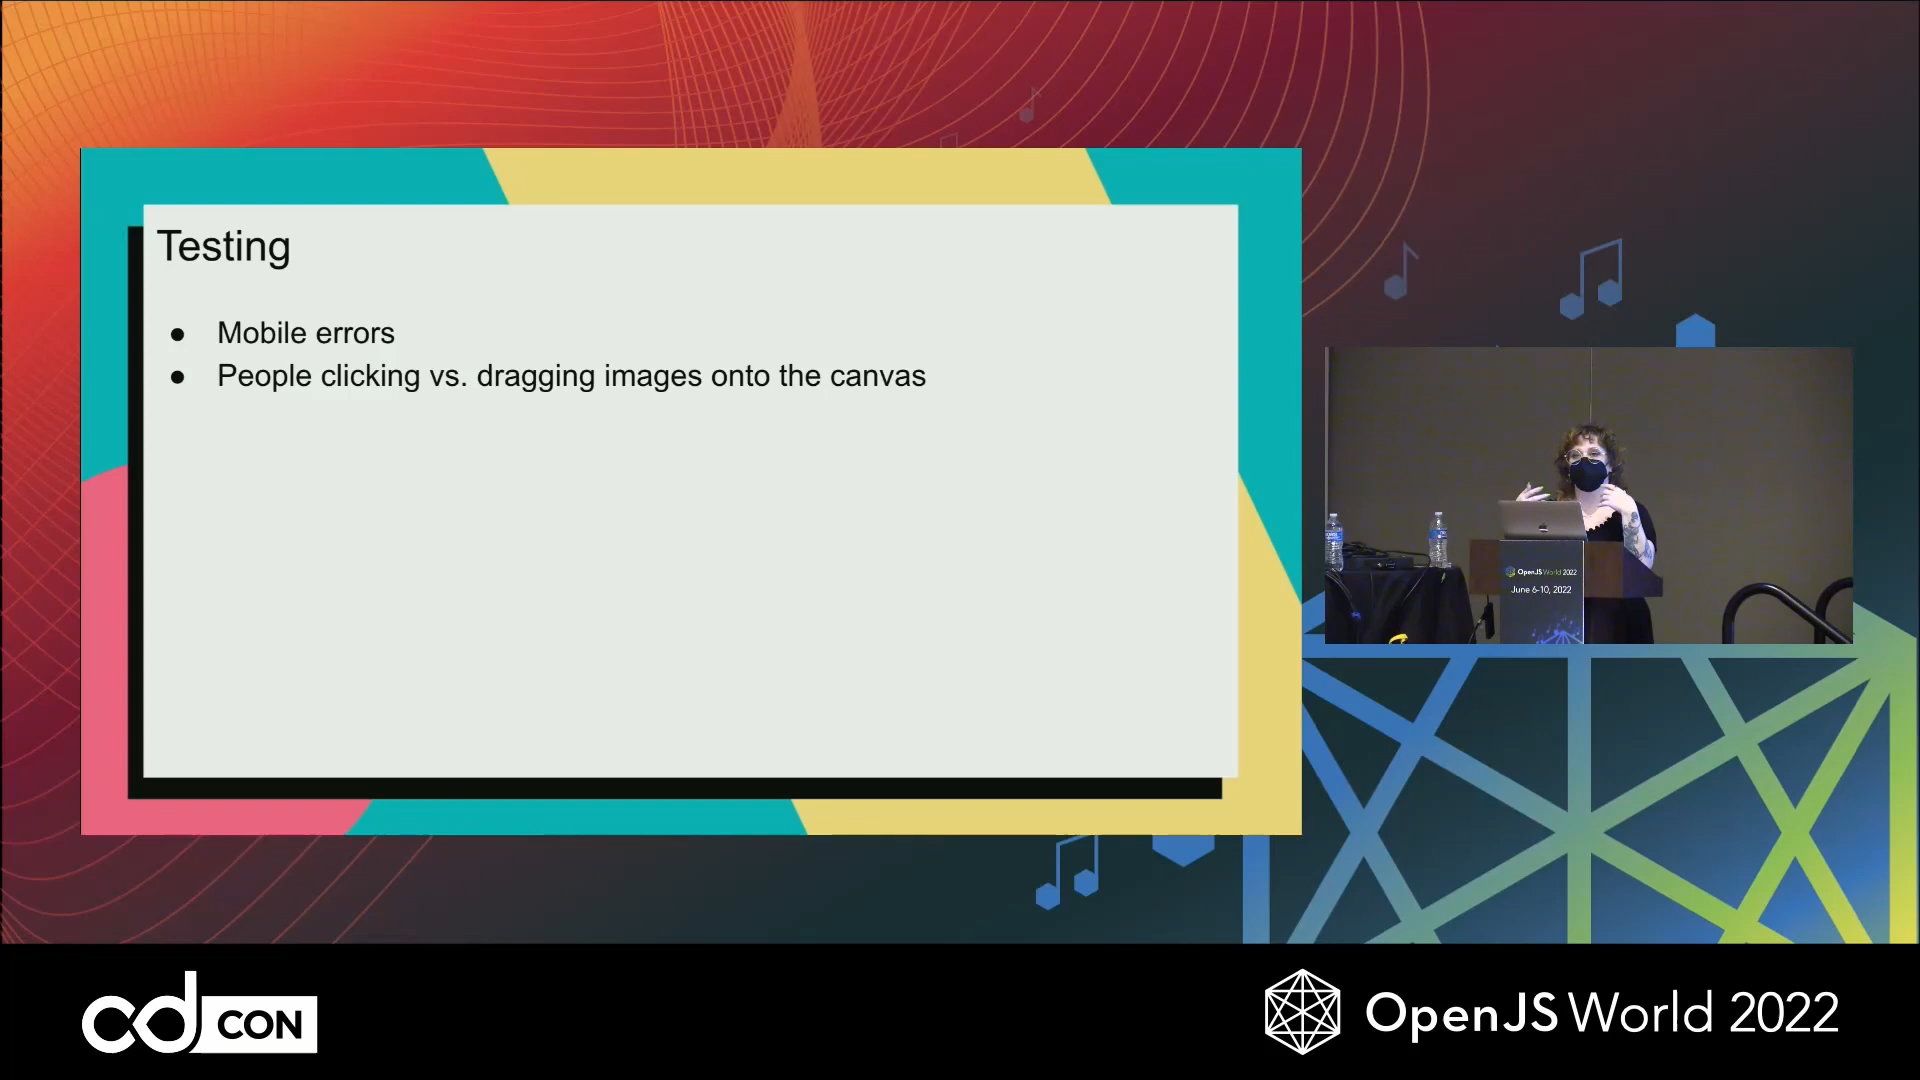 Testing
● Mobile errors
● People clicking vs. dragging images onto the canvas
OpenJS World 2022
June 6-10, 2022
cd CON
OpenJS World 2022